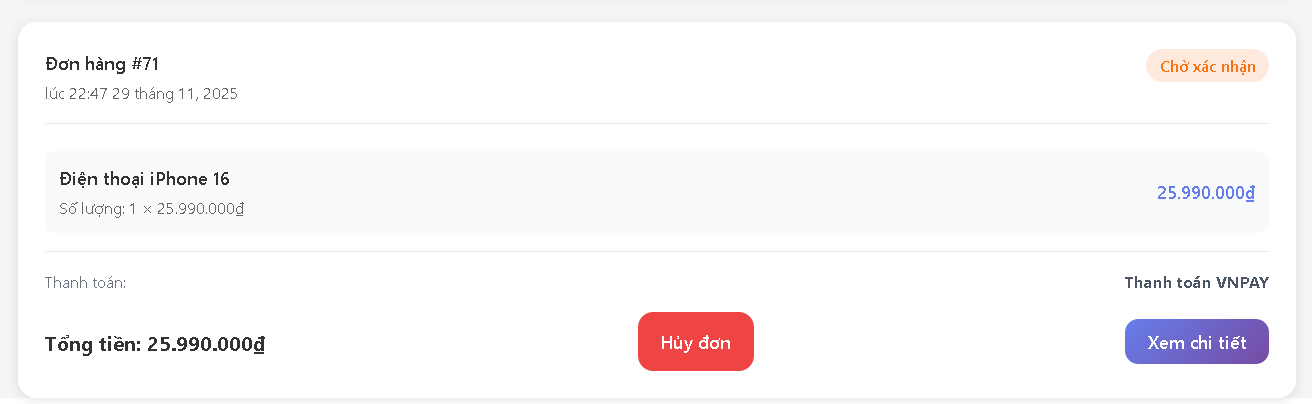 Đơn hàng #71
Chờ xác nhận
lúc 22:47 29 tháng 11, 2025
Điện thoại iPhone 16
Số lượng: 1 × 25.990.000₫
25.990.000₫
Thanh toán:
Thanh toán VNPAY
Tổng tiền: 25.990.000₫
Hủy đơn
Xem chi tiết